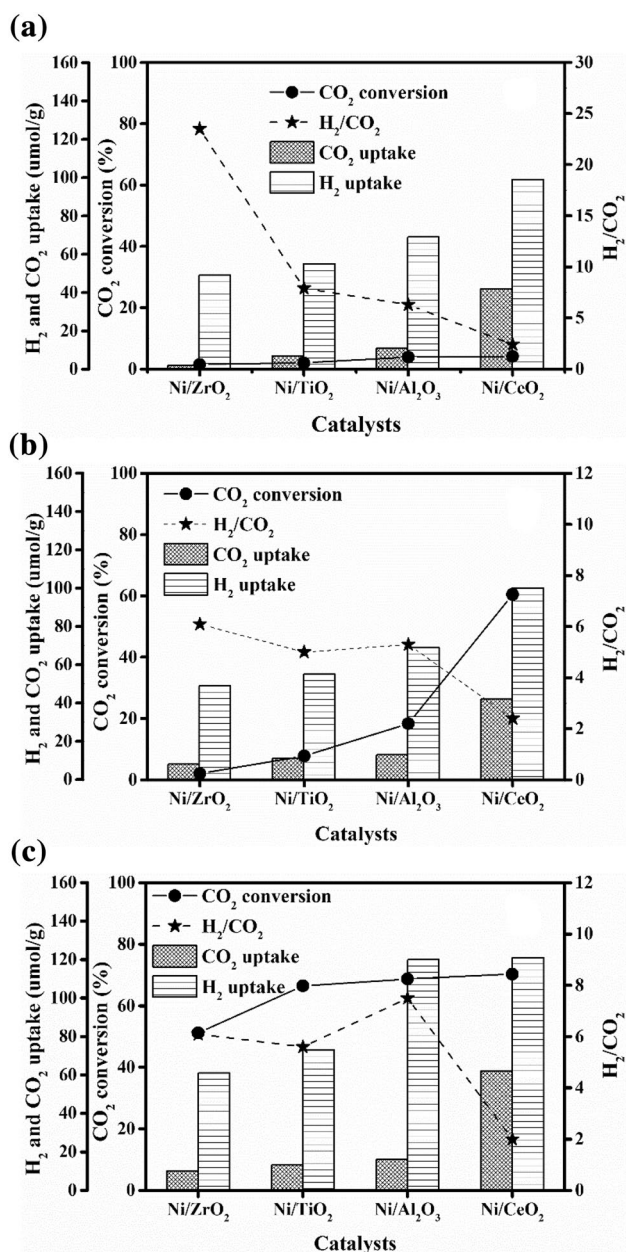 (a)
H₂ and CO₂ uptake (umol/g)
160
140
120
100
80
60
40
20
0
CO₂ conversion (%)
100
80
60
40
20
0
CO₂ conversion
H₂/CO₂
CO₂ uptake
H₂ uptake
30
25
20
15
10
5
0
H₂/CO₂
Ni/ZrO₂ Ni/TiO₂ Ni/Al₂O₃ Ni/CeO₂
Catalysts
(b)
H₂ and CO₂ uptake (umol/g)
160
140
120
100
80
60
40
20
0
CO₂ conversion (%)
100
80
60
40
20
0
CO₂ conversion
H₂/CO₂
CO₂ uptake
H₂ uptake
12
10
8
6
4
2
0
H₂/CO₂
Ni/ZrO₂ Ni/TiO₂ Ni/Al₂O₃ Ni/CeO₂
Catalysts
(c)
H₂ and CO₂ uptake (umol/g)
160
140
120
100
80
60
40
20
0
CO₂ conversion (%)
100
80
60
40
20
0
CO₂ conversion
H₂/CO₂
CO₂ uptake
H₂ uptake
12
10
8
6
4
2
0
H₂/CO₂
Ni/ZrO₂ Ni/TiO₂ Ni/Al₂O₃ Ni/CeO₂
Catalysts